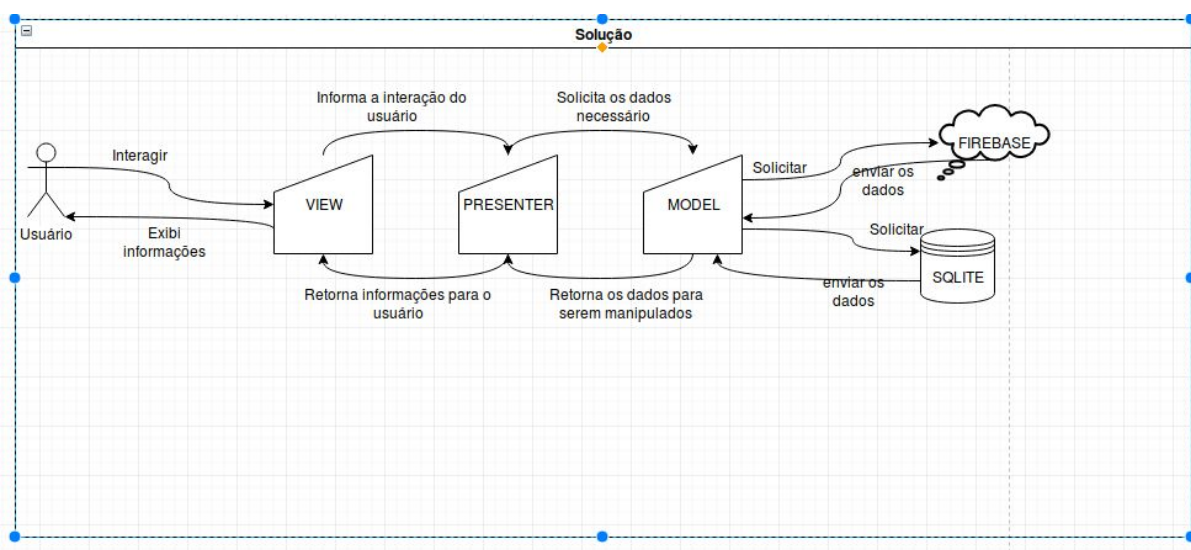 Solução
Informa a interação do
usuário
Solicita os dados
necessário
Interagir
Solicitar
FIREBASE
enviar os
dados
VIEW
PRESENTER
MODEL
Usuário
Exibi
informações
Solicitar
SQLITE
enviar os
dados
Retorna informações para o
usuário
Retorna os dados para
serem manipulados